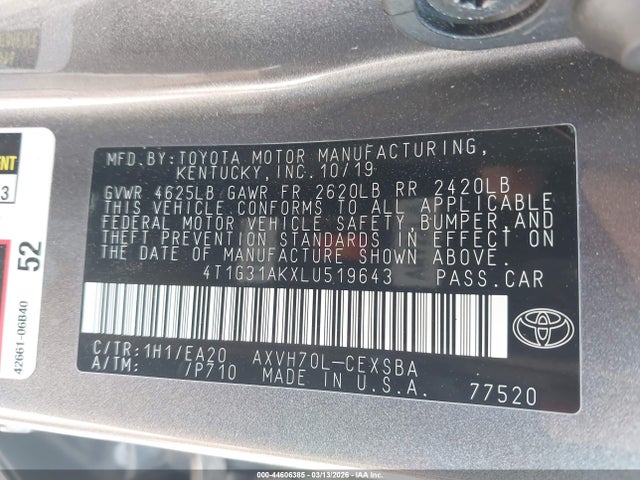 MFD.BY:TOYOTA MOTOR MANUFACTURING,
KENTUCKY,INC.10/19
GVWR 4625LB GAWR FR 2620LB RR 2420LB
THIS VEHICLE CONFORMS TO ALL APPLICABLE
FEDERAL MOTOR VEHICLE SAFETY,BUMPER,AND
THEFT PREVENTION STANDARDS IN EFFECT ON
THE DATE OF MANUFACTURE SHOWN ABOVE.
4T1G31AKXLU519643 PASS.CAR
C/TR:1H1/EA20 AXVH70L-CEXSBA
A/TM: /P710 MADE IN U.S.A. 77520
52
42661-06B40
000-44606385 | 03/13/2026 | IAA, Inc.